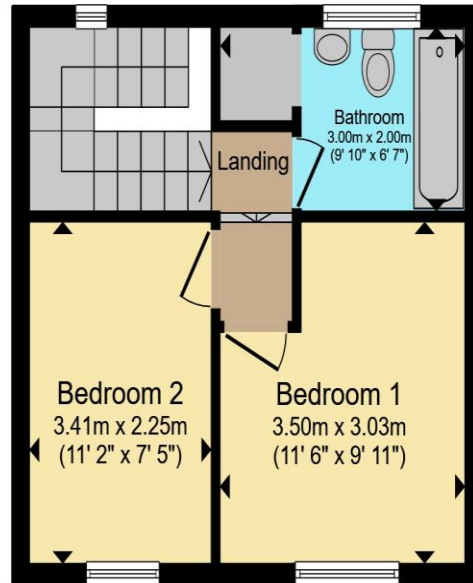 Bathroom
3.00m x 2.00m
(9' 10" x 6' 7")
Landing
Bedroom 2
3.41m x 2.25m
(11' 2" x 7' 5")
Bedroom 1
3.50m x 3.03m
(11' 6" x 9' 11")